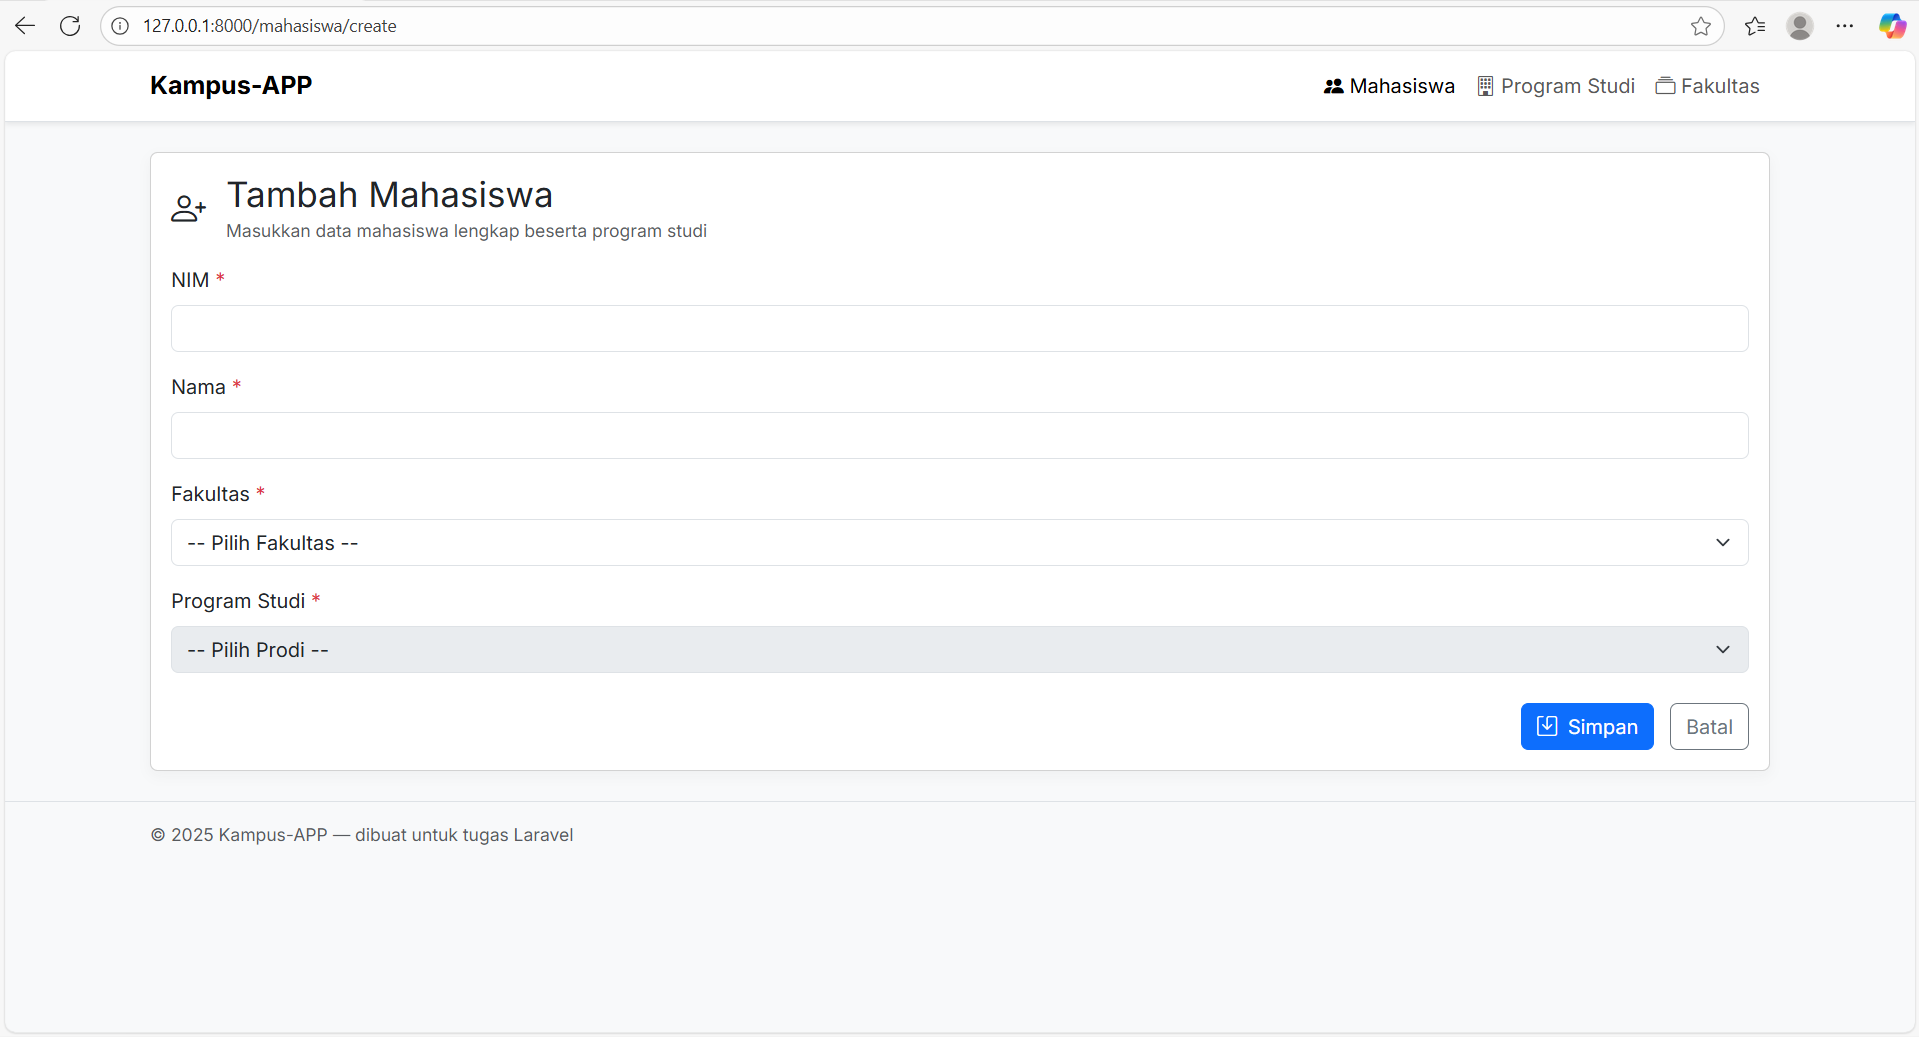 127.0.0.1:8000/mahasiswa/create
Kampus-APP
Mahasiswa
Program Studi
Fakultas
Tambah Mahasiswa
Masukkan data mahasiswa lengkap beserta program studi
NIM *
Nama *
Fakultas *
-- Pilih Fakultas --
Program Studi *
-- Pilih Prodi --
Simpan
Batal
© 2025 Kampus-APP — dibuat untuk tugas Laravel